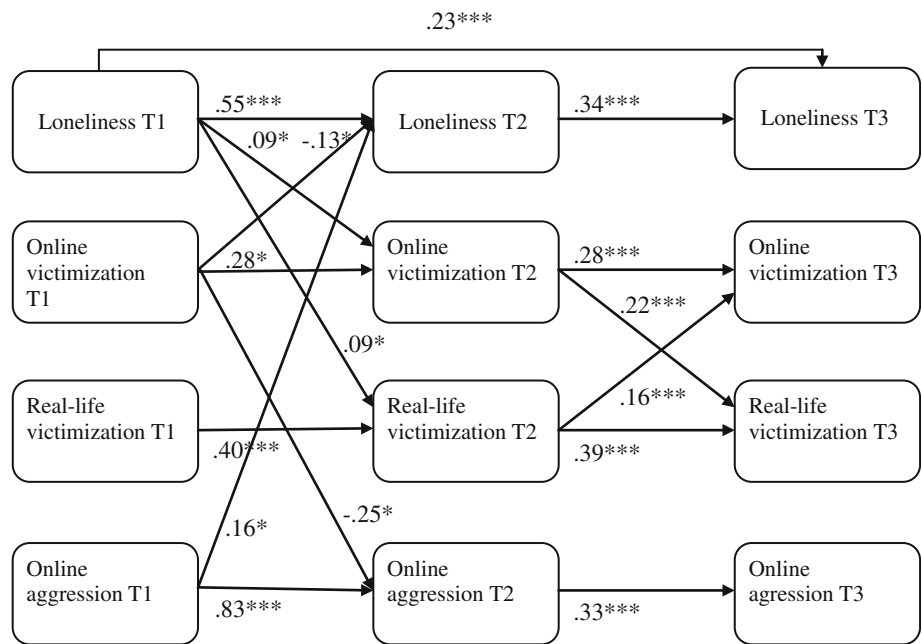 .23***
Loneliness T1
.55***
Loneliness T2
.34***
Loneliness T3
.09*
-.13*
Online
victimization
T1
.28*
Online
victimization T2
.28***
Online
victimization T3
.22***
.09*
.16***
Real-life
victimization T1
.40***
Real-life
victimization T2
.39***
Real-life
victimization T3
.16*
-.25*
Online
aggression T1
.83***
Online
aggression T2
.33***
Online
agression T3